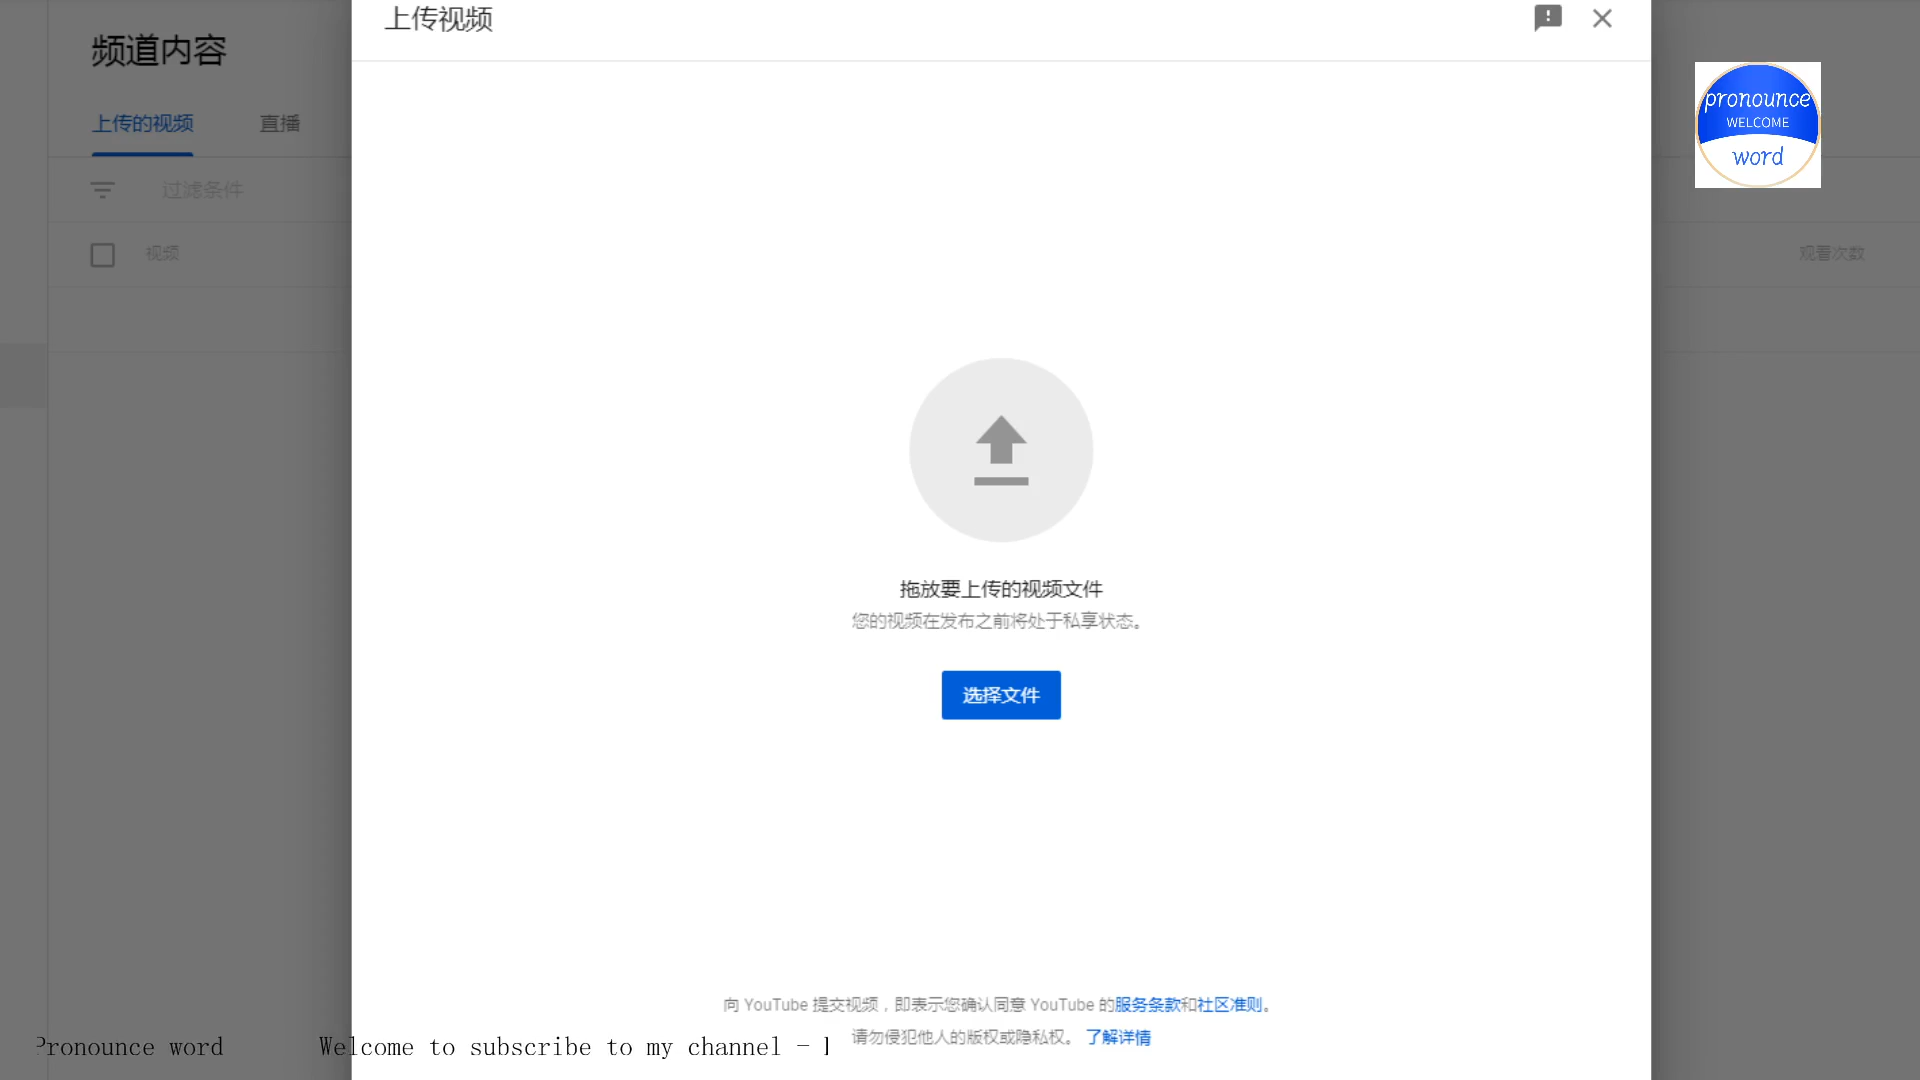 上传视频
频道内容
上传的视频
直播
过滤条件
视频
观看次数
pronounce
WELCOME
word
拖放要上传的视频文件
您的视频在发布之前将处于私享状态。
选择文件
向 YouTube 提交视频，即表示您确认同意 YouTube 的服务条款和社区准则。
请勿侵犯他人的版权或隐私权。 了解详情
Pronounce word
Welcome to subscribe to my channel -